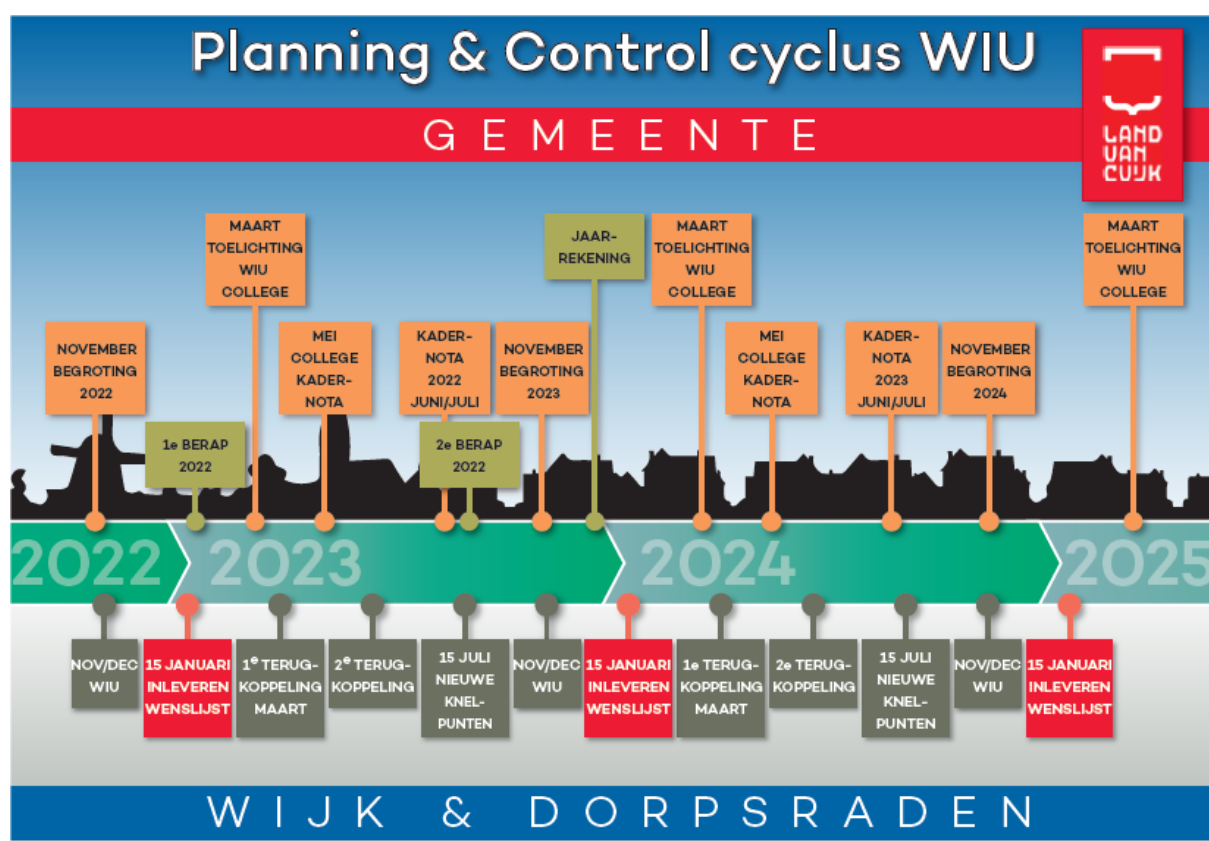 Planning & Control cyclus WIU
GEMEENTE
LAND
VAN
CUIJK
MAART
TOELICHTING
WIU
COLLEGE
JAAR-
REKENING
MAART
TOELICHTING
WIU
COLLEGE
MAART
TOELICHTING
WIU
COLLEGE
NOVEMBER
BEGROTING
2022
MEI
COLLEGE
KADER-
NOTA
KADER-
NOTA
2022
JUNI/JULI
NOVEMBER
BEGROTING
2023
MEI
COLLEGE
KADER-
NOTA
KADER-
NOTA
2023
JUNI/JULI
NOVEMBER
BEGROTING
2024
1e BERAP
2022
2e BERAP
2022
2022
2023
2024
2025
NOV/DEC
WIU
15 JANUARI
INLEVEREN
WENSLIJST
1e TERUG-
KOPPELING
MAART
2e TERUG-
KOPPELING
15 JULI
NIEUWE
KNEL-
PUNTEN
NOV/DEC
WIU
15 JANUARI
INLEVEREN
WENSLIJST
1e TERUG-
KOPPELING
MAART
2e TERUG-
KOPPELING
15 JULI
NIEUWE
KNEL-
PUNTEN
NOV/DEC
WIU
15 JANUARI
INLEVEREN
WENSLIJST
WIJK & DORPSRADEN